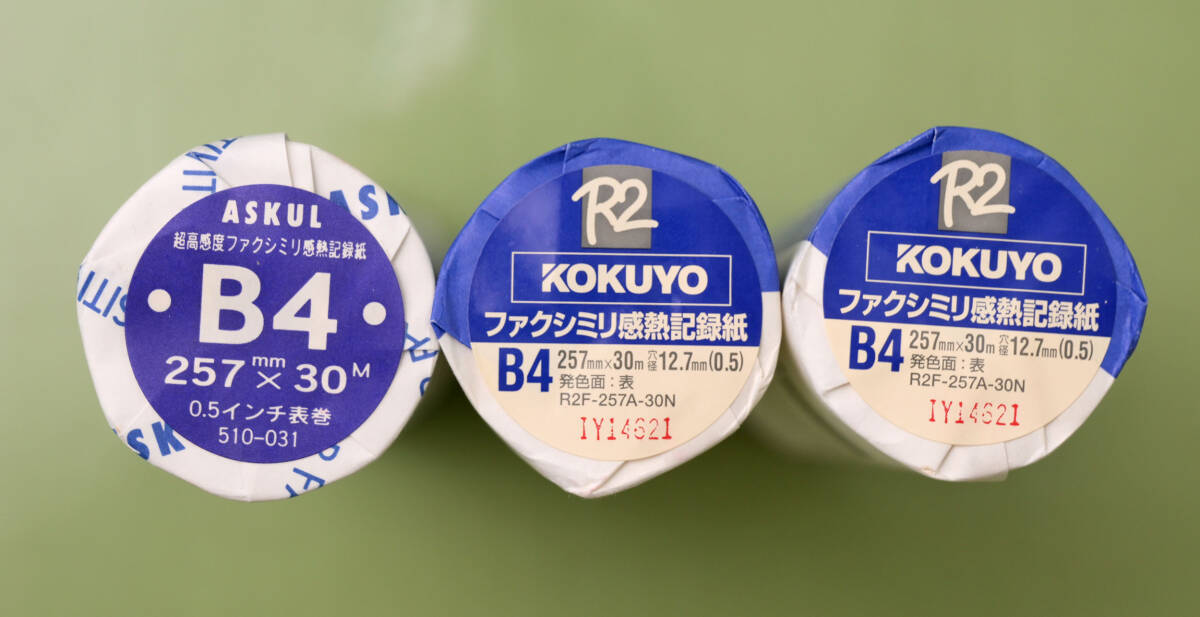 ASKUL
超高感度ファクシミリ感熱記録紙
・B4・
257mm×30M
0.5インチ表巻
510-031
ASK
R2
KOKUYO
ファクシミリ感熱記録紙
B4 257mm×30m 穴径 12.7mm(0.5)
発色面:表
R2F-257A-30N
IY14621
R2
KOKUYO
ファクシミリ感熱記録紙
B4 257mm×30m 穴径 12.7mm(0.5)
発色面:表
R2F-257A-30N
IY14621